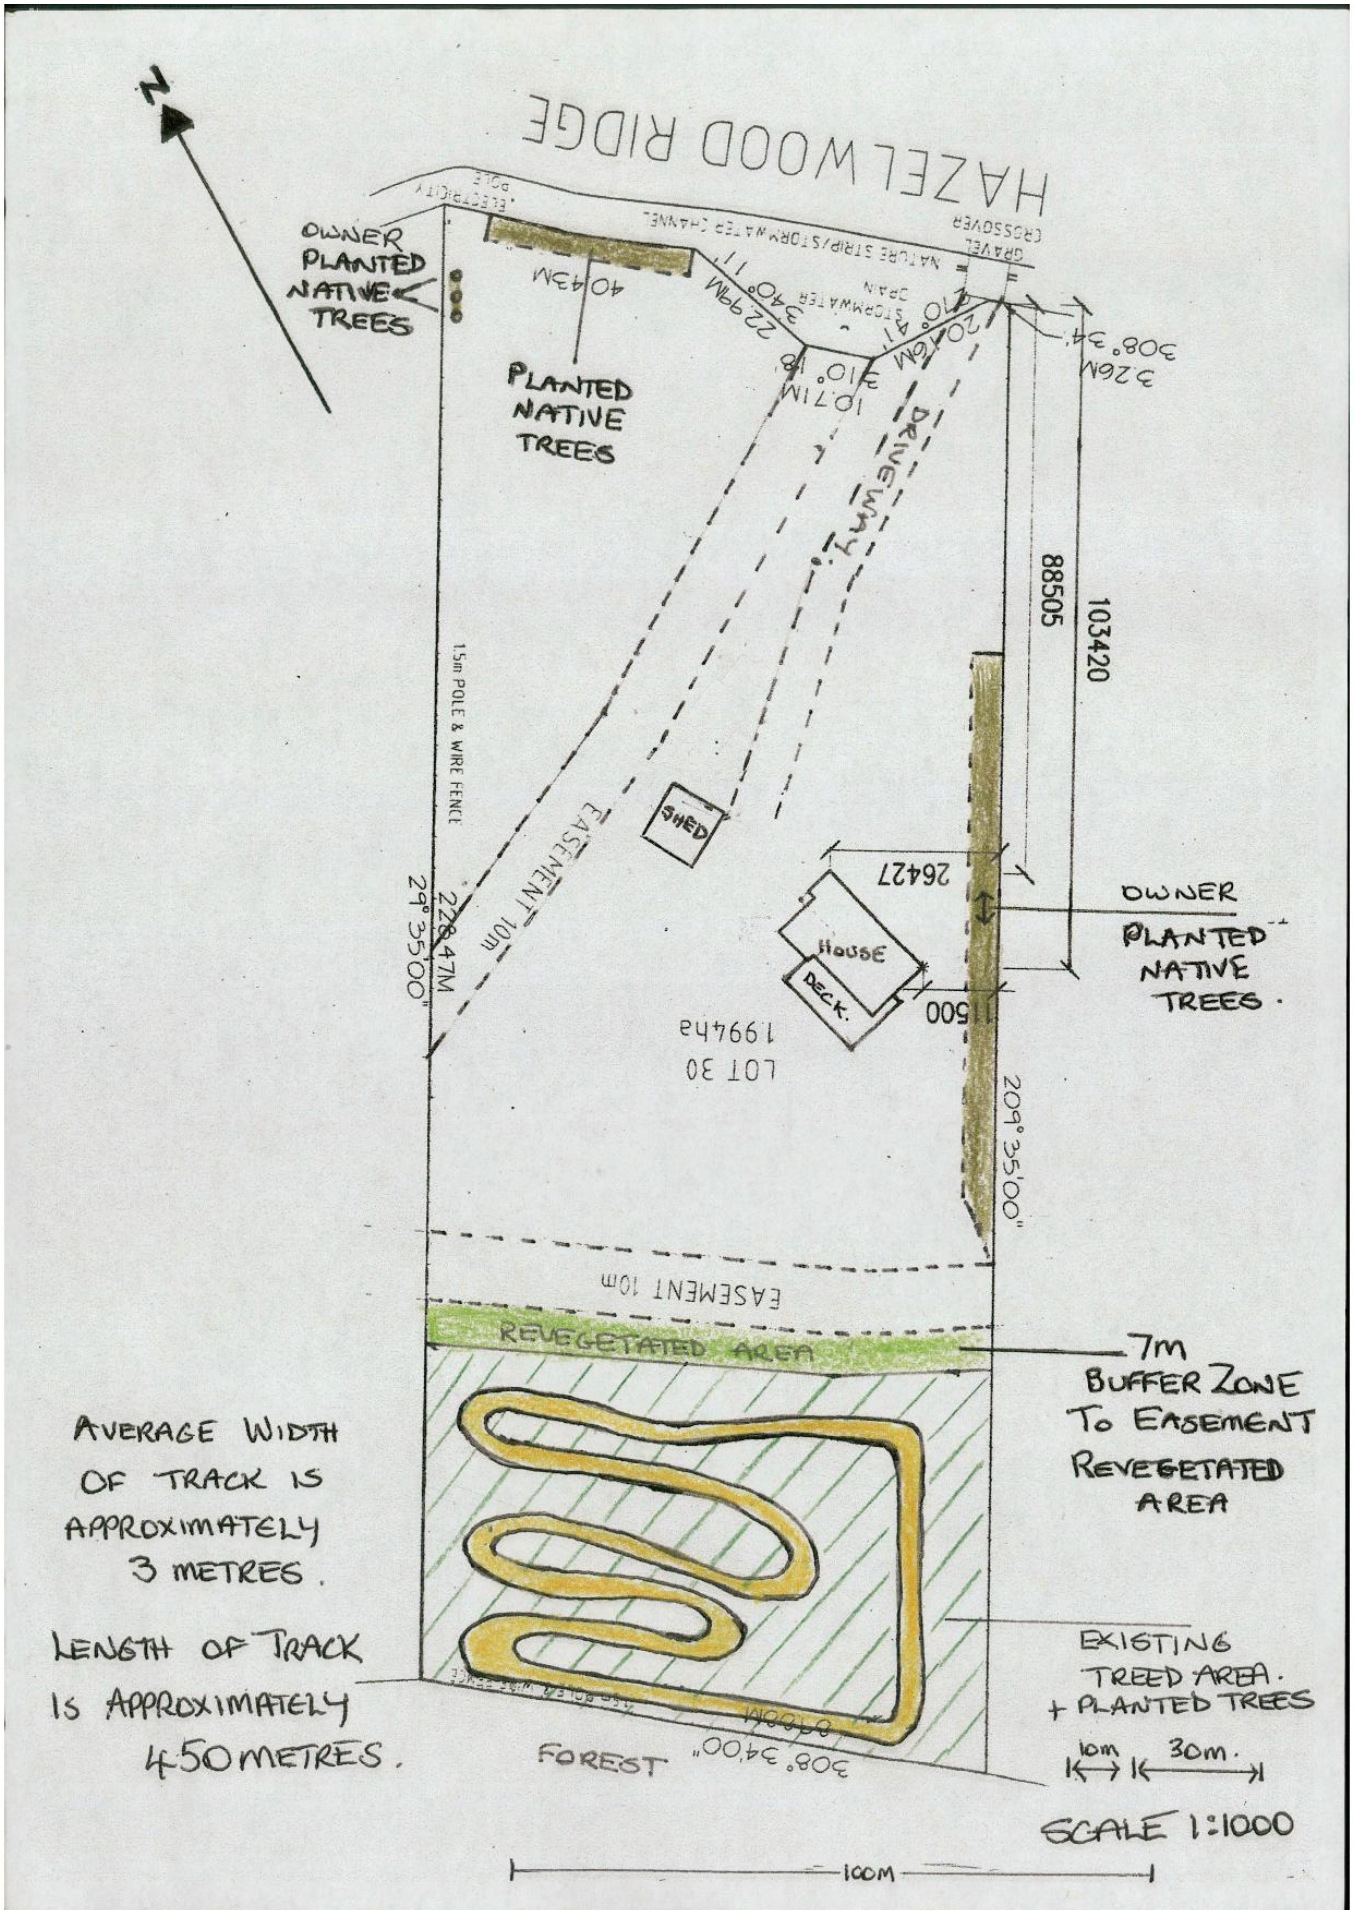 N
HAZELWOOD RIDGE
ELECTRICITY
POLE
NATURE STRIP/STORMWATER CHANNEL
GRAVEL
CROSSOVER
STORMWATER
DRAIN
OWNER
PLANTED
NATIVE
TREES
40.43M
22.99M
340° 11'
PLANTED
NATIVE
TREES
10.71M
310° 18'
20.16M
308° 34'
3.26M
DRIVEWAY.
88505
103420
1.5m POLE & WIRE FENCE
EASEMENT 10m
SHED
228.47M
29° 35'00"
26427
HOUSE
DECK.
11500
OWNER
PLANTED
NATIVE
TREES.
LOT 30
1.994ha
209° 35'00"
EASEMENT 10m
REVEGETATED AREA
7m
BUFFER ZONE
TO EASEMENT
REVEGETATED
AREA
AVERAGE WIDTH
OF TRACK IS
APPROXIMATELY
3 METRES.
LENGTH OF TRACK
IS APPROXIMATELY
450 METRES.
EXISTING
TREED AREA.
+ PLANTED TREES
FOREST
308° 34'00"
10m 30m.
SCALE 1:1000
100M